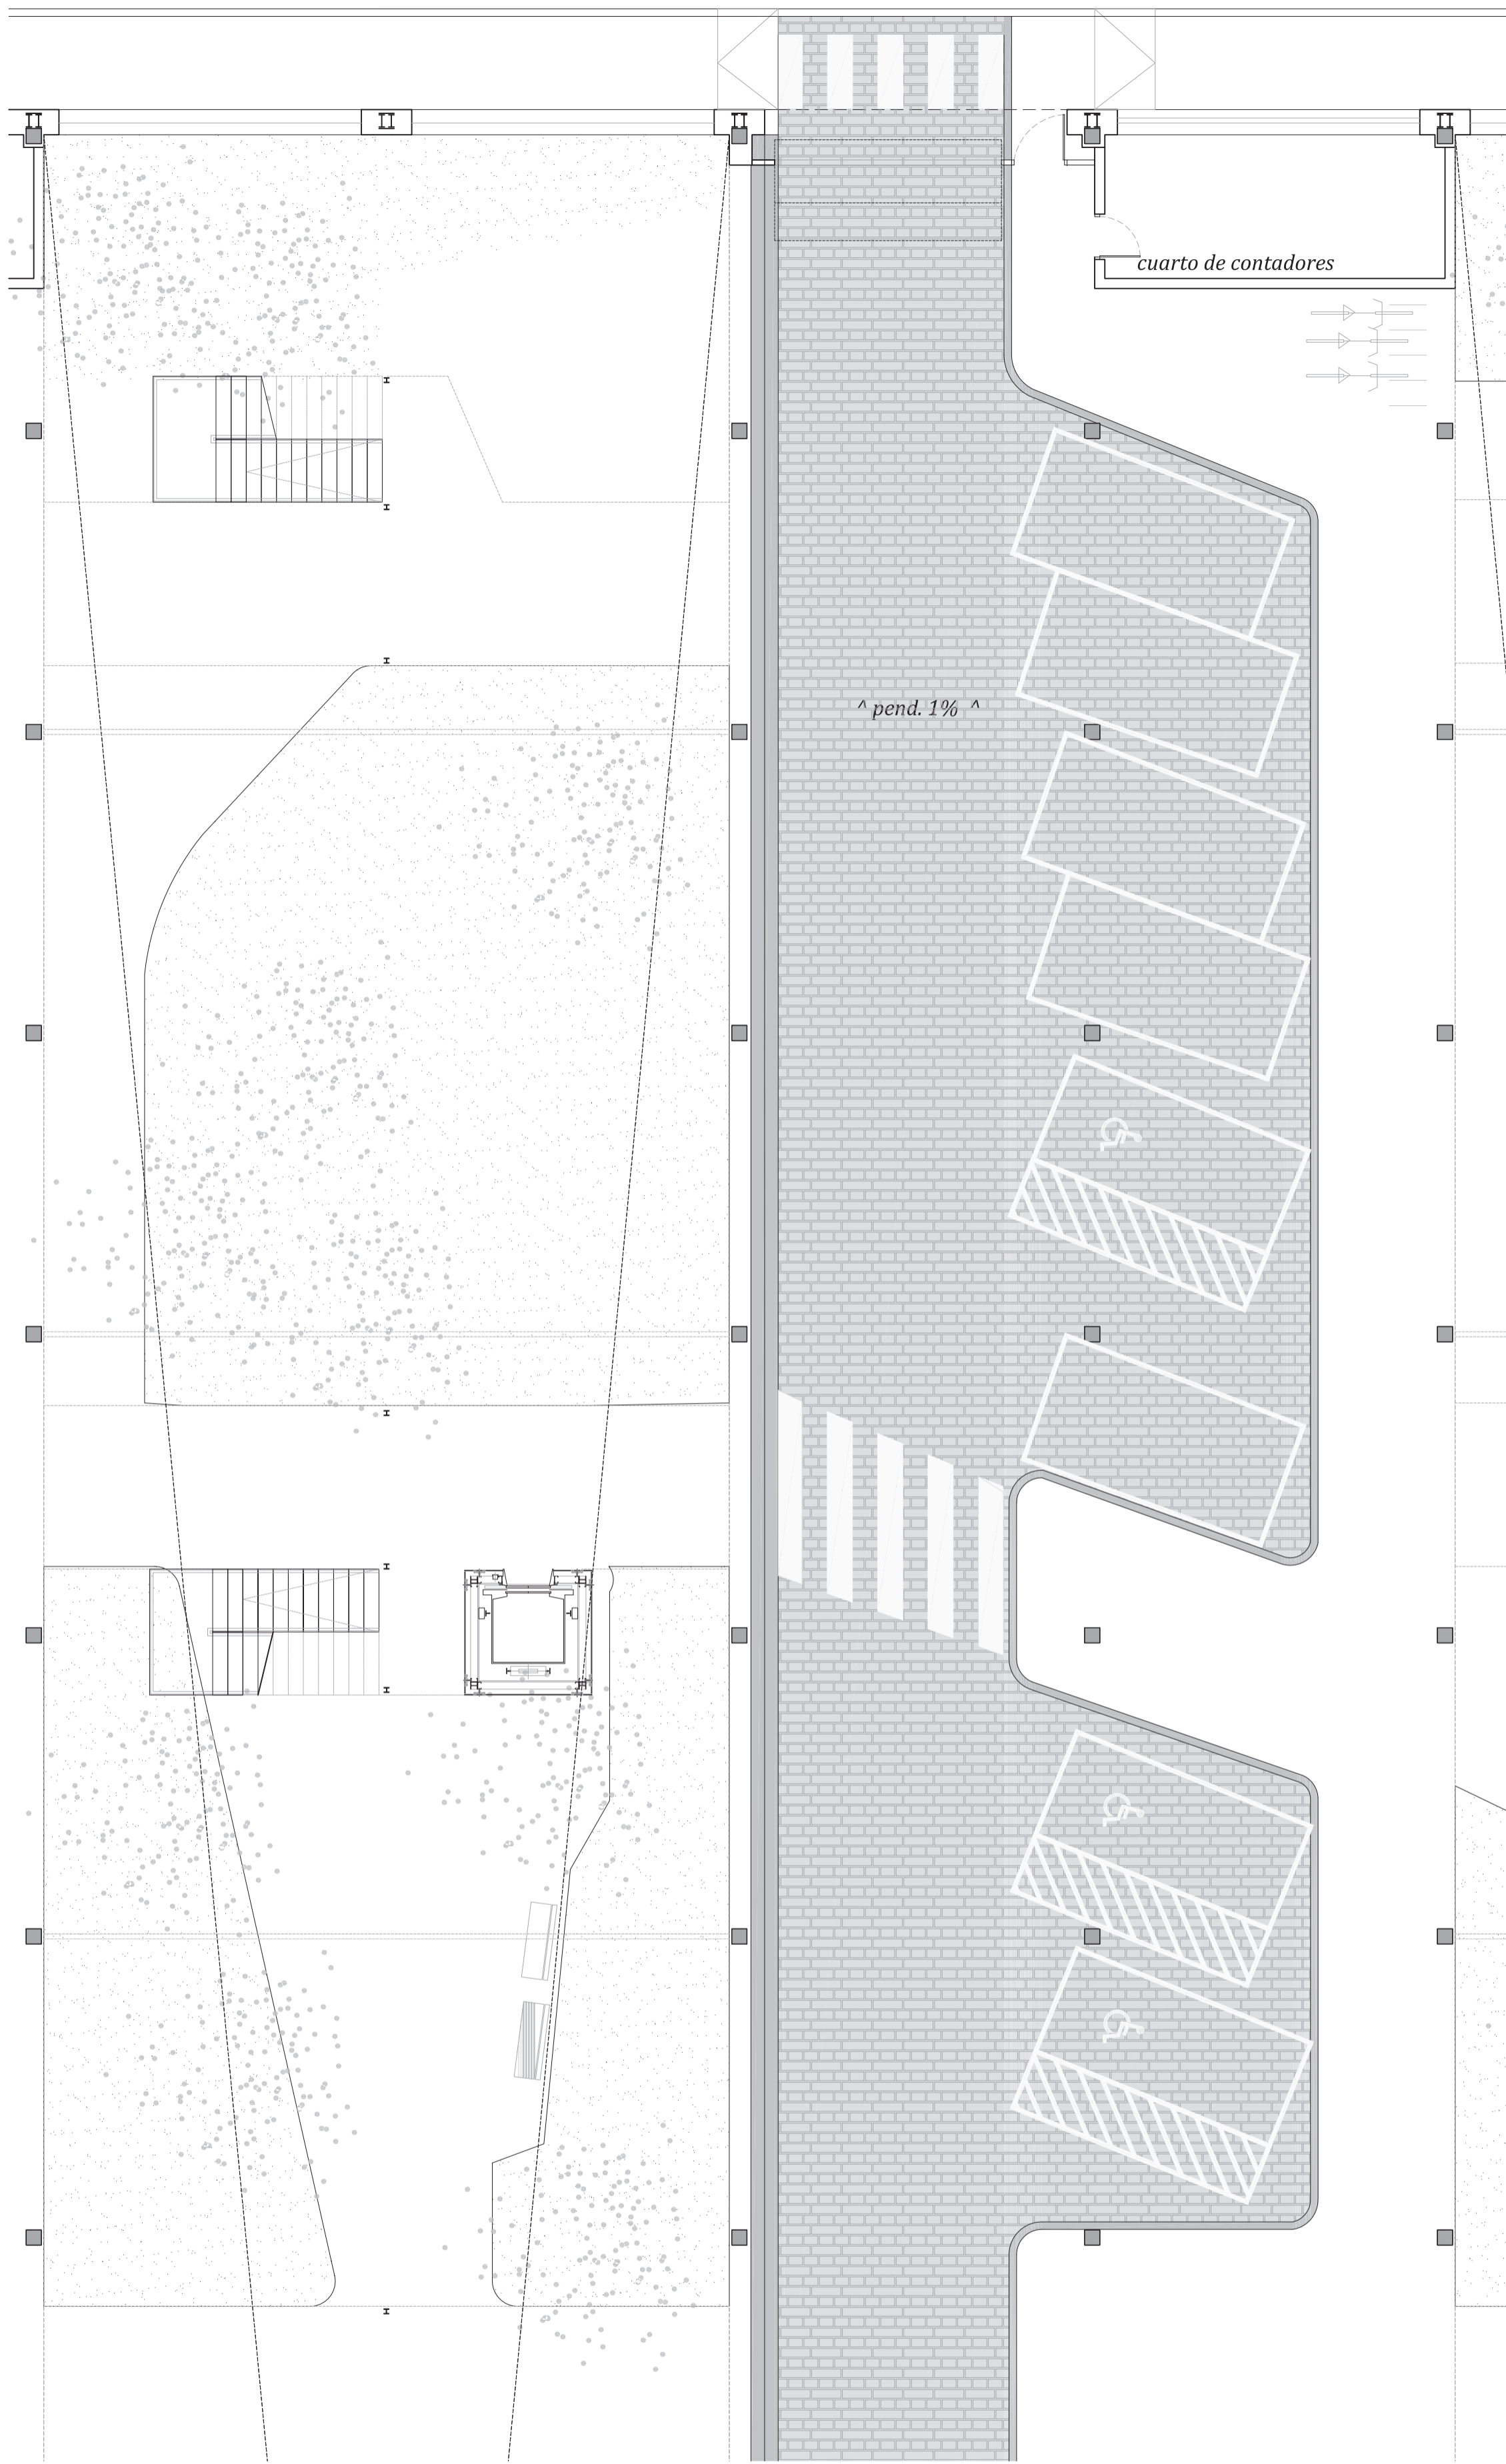 cuarto de contadores
^ pend. 1% ^